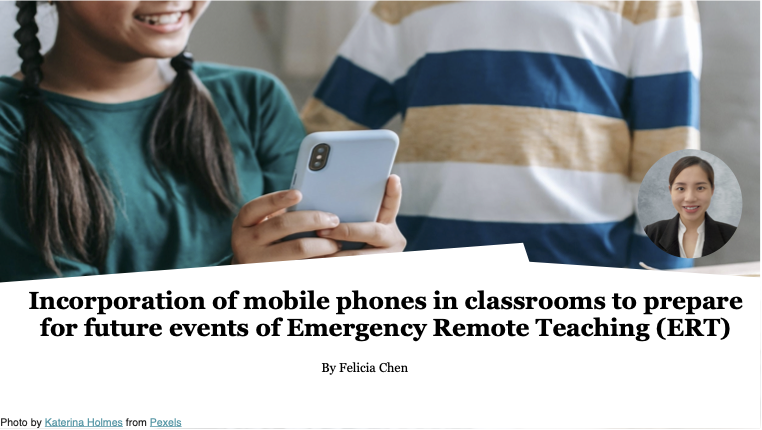 Incorporation of mobile phones in classrooms to prepare
for future events of Emergency Remote Teaching (ERT)
By Felicia Chen
Photo by Katerina Holmes from Pexels